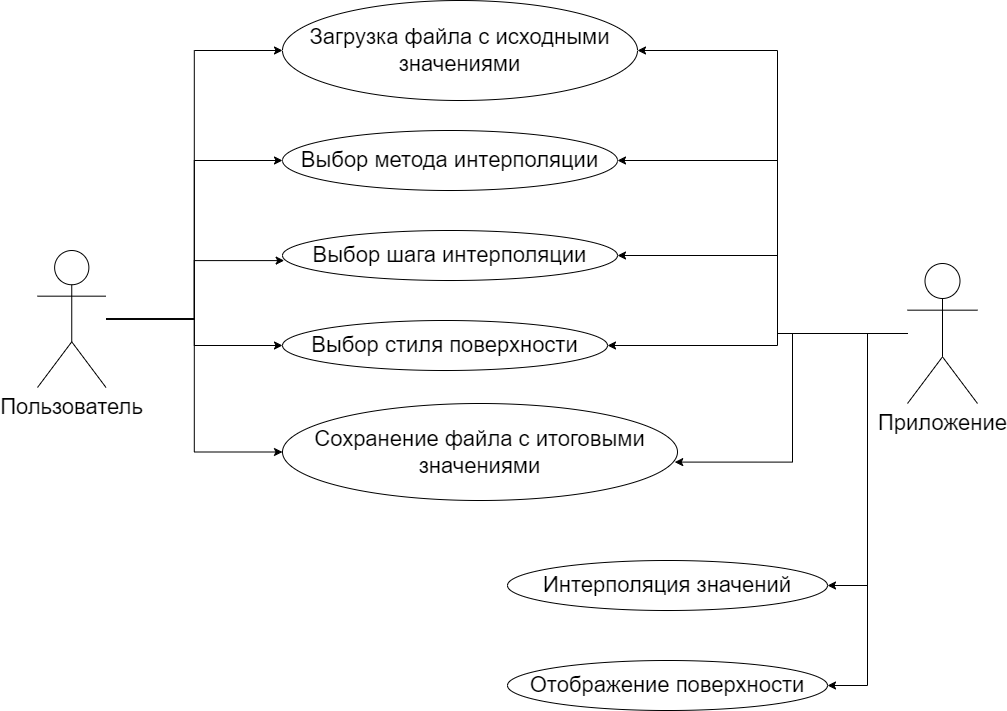 Загрузка файла с исходными
значениями
Выбор метода интерполяции
Выбор шага интерполяции
Выбор стиля поверхности
Пользователь
Приложение
Сохранение файла с итоговыми
значениями
Интерполяция значений
Отображение поверхности